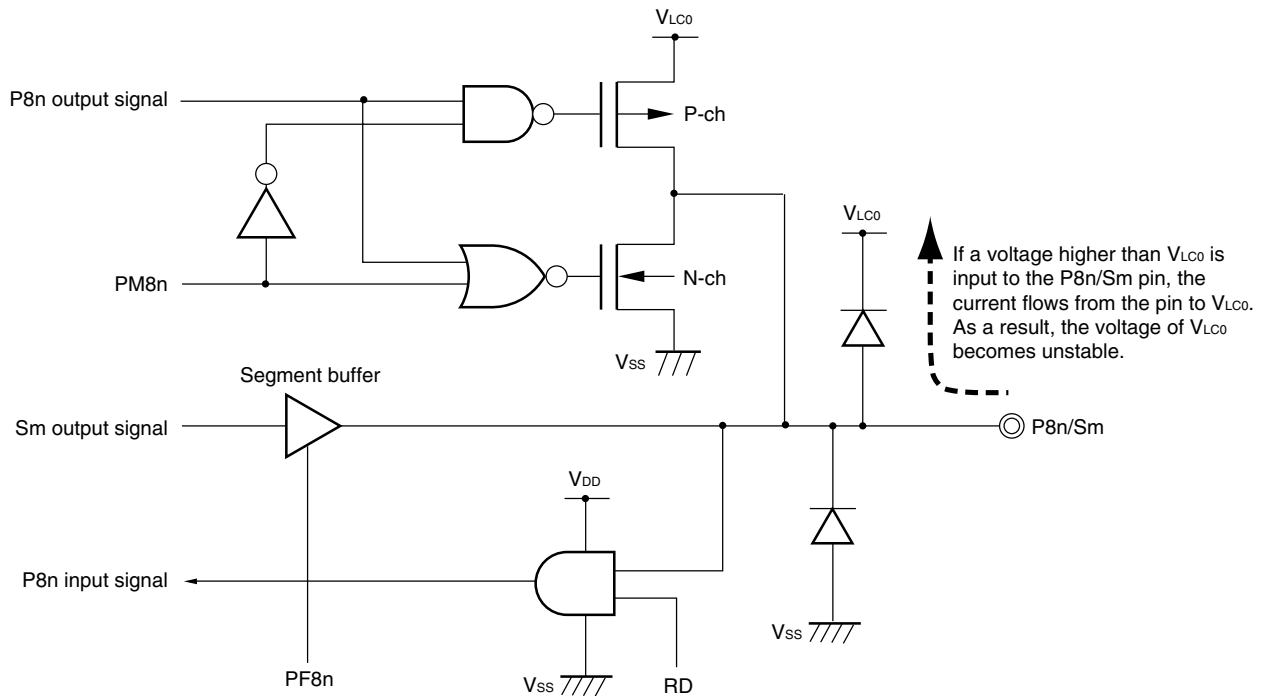 VLC0
P8n output signal
P-ch
VLC0
If a voltage higher than VLC0 is
input to the P8n/Sm pin, the
current flows from the pin to VLC0.
As a result, the voltage of VLC0
becomes unstable.
PM8n
N-ch
VSS
Segment buffer
Sm output signal
P8n/Sm
VDD
P8n input signal
VSS
PF8n
VSS
RD